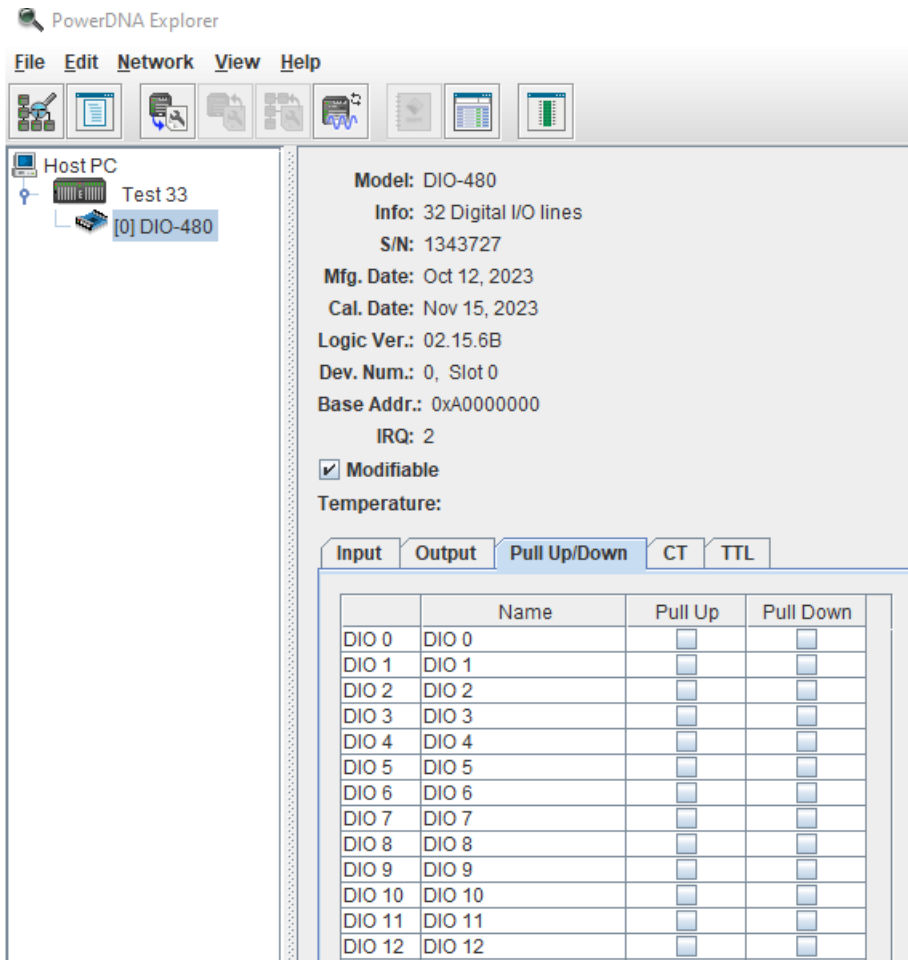 PowerDNA Explorer
File Edit Network View Help
Host PC
Test 33
[0] DIO-480
Model: DIO-480
Info: 32 Digital I/O lines
S/N: 1343727
Mfg. Date: Oct 12, 2023
Cal. Date: Nov 15, 2023
Logic Ver.: 02.15.6B
Dev. Num.: 0, Slot 0
Base Addr.: 0xA0000000
IRQ: 2
Modifiable
Temperature:
Input Output Pull Up/Down CT TTL
Name Pull Up Pull Down
DIO 0 DIO 0
DIO 1 DIO 1
DIO 2 DIO 2
DIO 3 DIO 3
DIO 4 DIO 4
DIO 5 DIO 5
DIO 6 DIO 6
DIO 7 DIO 7
DIO 8 DIO 8
DIO 9 DIO 9
DIO 10 DIO 10
DIO 11 DIO 11
DIO 12 DIO 12